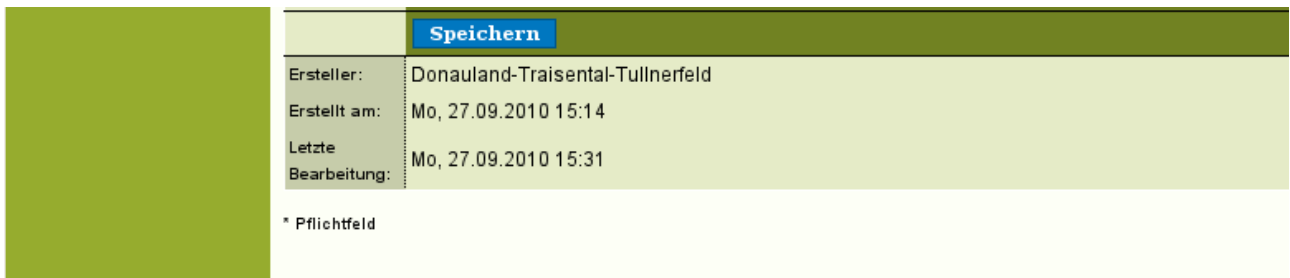 Speichern
Ersteller: Donauland-Traisental-Tullnerfeld
Erstellt am: Mo, 27.09.2010 15:14
Letzte
Bearbeitung: Mo, 27.09.2010 15:31
* Pflichtfeld